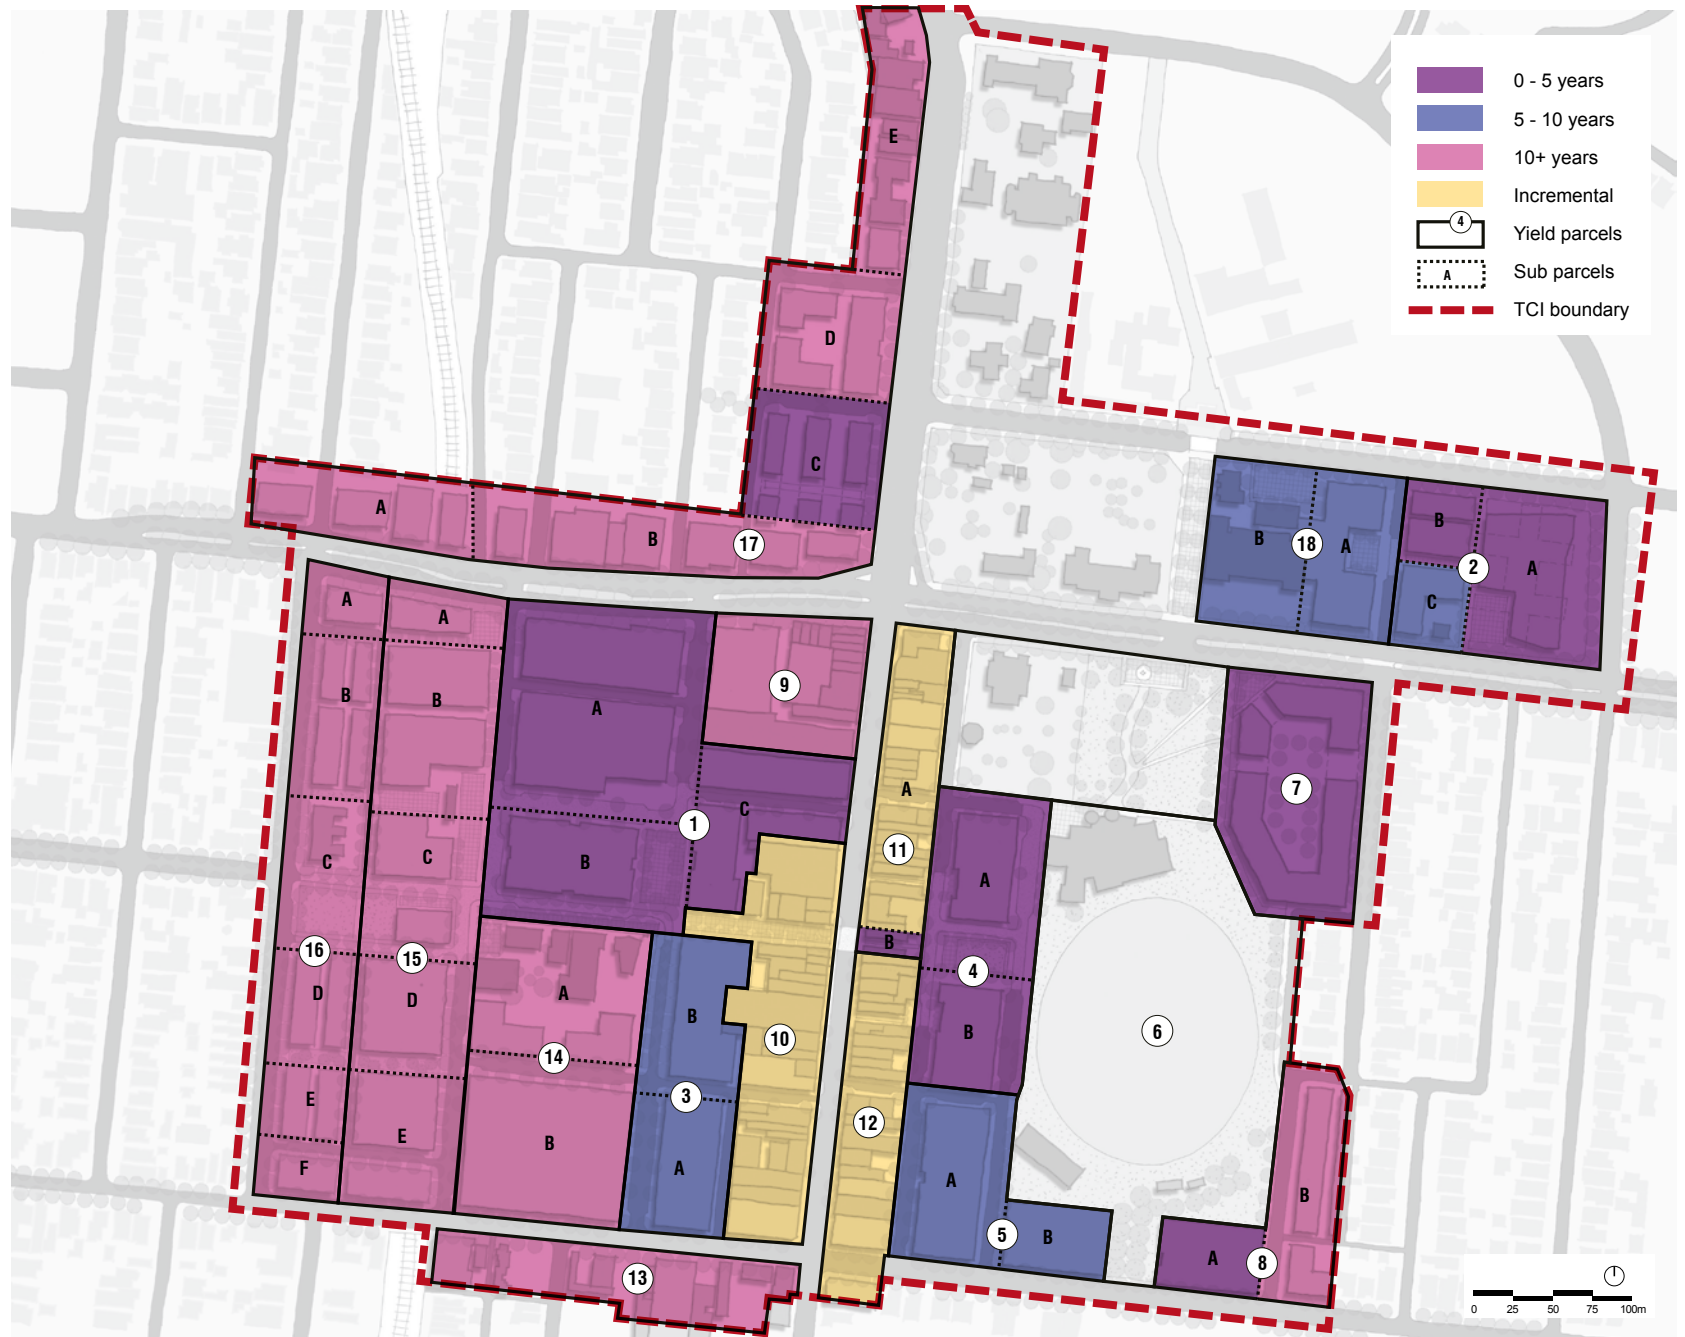 0 - 5 years
5 - 10 years
10+ years
Incremental
4
Yield parcels
A
Sub parcels
TCI boundary
E
D
C
A
B
17
B
18
A
B
2
A
C
A
A
B
B
A
9
C
1
C
B
C
A
11
A
7
B
16
15
D
D
A
14
B
B
3
A
10
4
B
6
12
E
E
F
A
5
B
B
A
8
13
0 25 50 75 100m